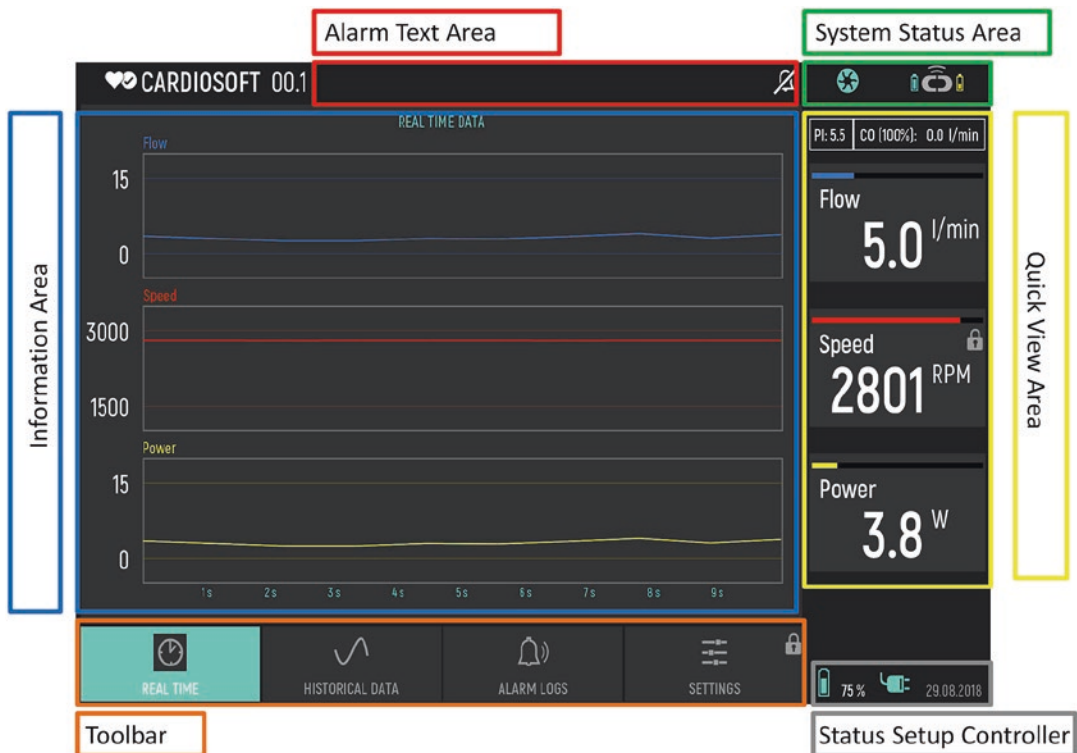 Alarm Text Area
System Status Area
CARDIOSOFT 00.1
Information Area
REAL TIME DATA
Flow
15
0
Speed
3000
1500
Power
15
0
1s 2s 3s 4s 5s 6s 7s 8s 9s
PI: 5.5 CO (100%): 0.0 l/min
Flow
5.0 l/min
Speed
2801 RPM
Power
3.8 W
Quick View Area
REAL TIME HISTORICAL DATA ALARM LOGS SETTINGS
75 % 29.08.2018
Toolbar
Status Setup Controller